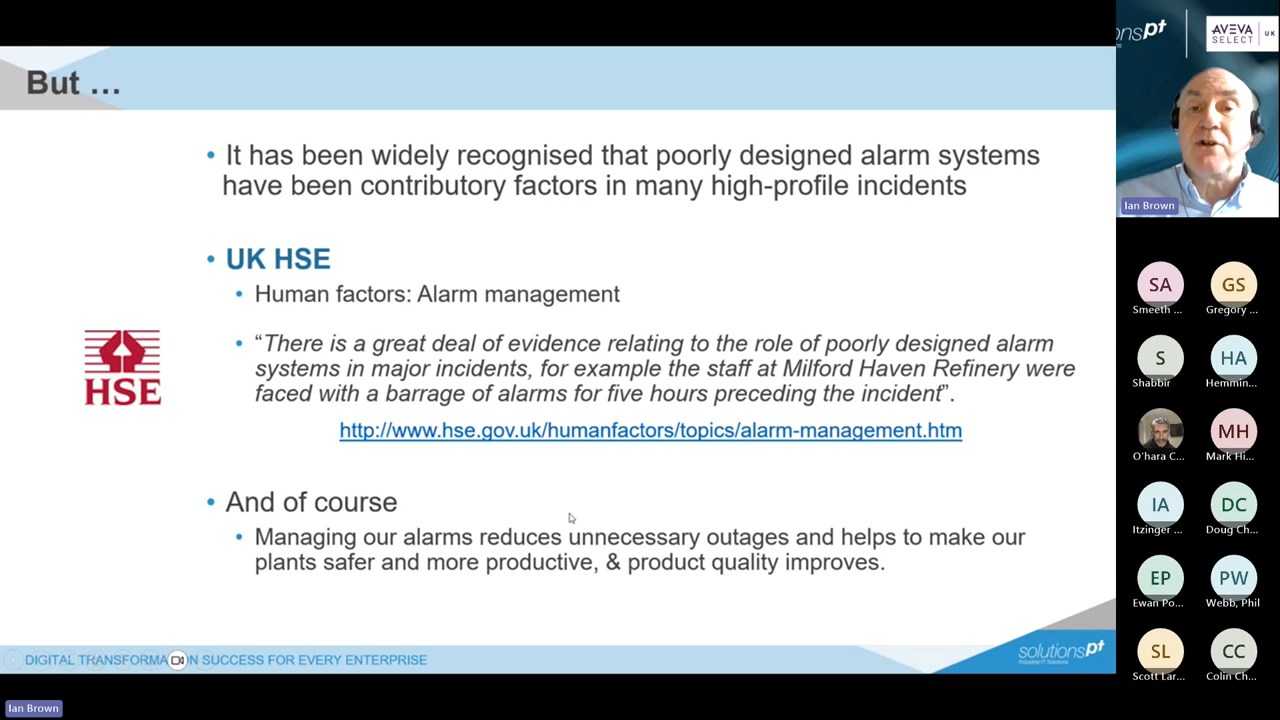 But …
• It has been widely recognised that poorly designed alarm systems
have been contributory factors in many high-profile incidents
• UK HSE
• Human factors: Alarm management
• “There is a great deal of evidence relating to the role of poorly designed alarm
systems in major incidents, for example the staff at Milford Haven Refinery were
faced with a barrage of alarms for five hours preceding the incident”.
http://www.hse.gov.uk/humanfactors/topics/alarm-management.htm
HSE
• And of course
• Managing our alarms reduces unnecessary outages and helps to make our
plants safer and more productive, & product quality improves.
DIGITAL TRANSFORMA ON SUCCESS FOR EVERY ENTERPRISE
solutionspt
Industrial IT Solutions
Ian Brown
onspt
AVEVA
SELECT
UK
Ian Brown
SA
GS
Smeeth ...
Gregory ...
S
HA
Shabbir
Hemmin...
MH
O'hara C...
Mark Hi...
IA
DC
Itzinger ...
Doug Ch...
EP
PW
Ewan Po...
Webb, Phil
SL
CC
Scott Lar...
Colin Ch...